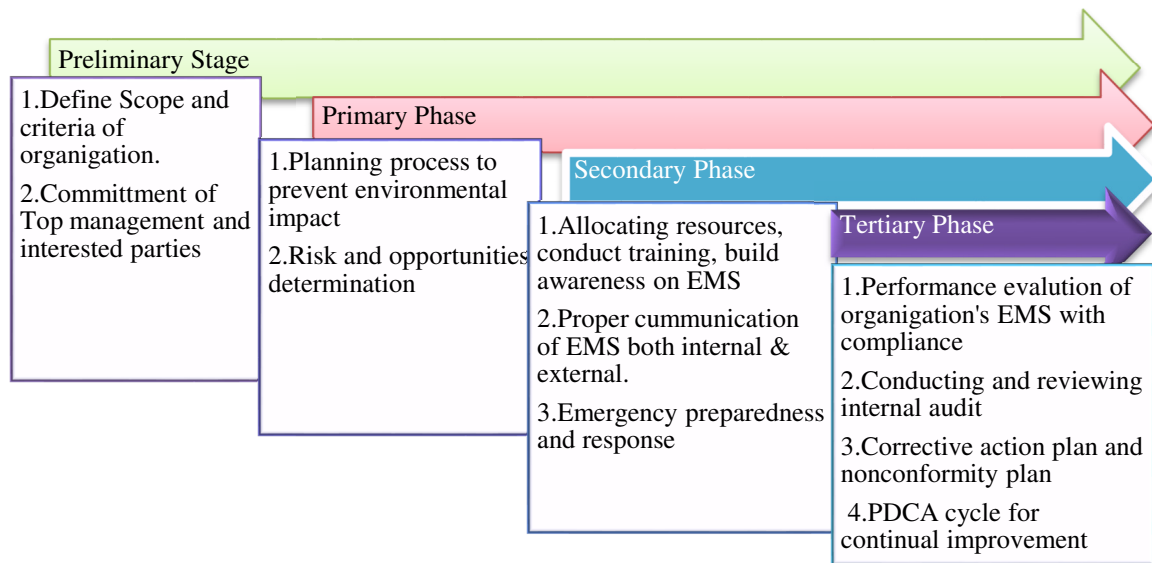 Preliminary Stage
1.Define Scope and
criteria of
organigation.
2.Committment of
Top management and
interested parties
Primary Phase
1.Planning process to
prevent environmental
impact
2.Risk and opportunities
determination
Secondary Phase
1.Allocating resources,
conduct training, build
awareness on EMS
2.Proper cummunication
of EMS both internal &
external.
3.Emergency preparedness
and response
Tertiary Phase
1.Performance evalution of
organigation's EMS with
compliance
2.Conducting and reviewing
internal audit
3.Corrective action plan and
nonconformity plan
4.PDCA cycle for
continual improvement